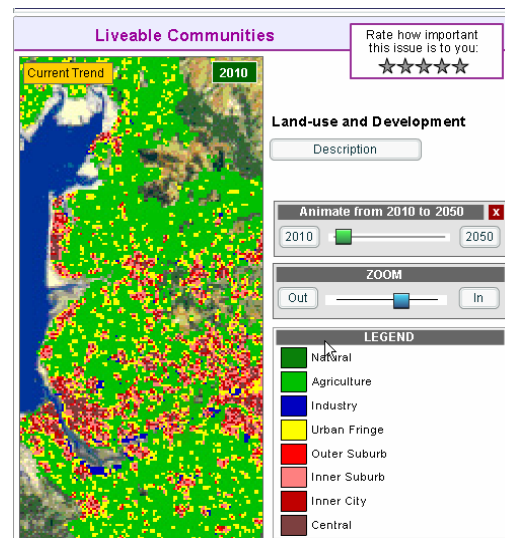 Liveable Communities
Rate how important
this issue is to you:
Current Trend
2010
Land-use and Development
Description
Animate from 2010 to 2050
x
2010
2050
ZOOM
Out
In
LEGEND
Natural
Agriculture
Industry
Urban Fringe
Outer Suburb
Inner Suburb
Inner City
Central